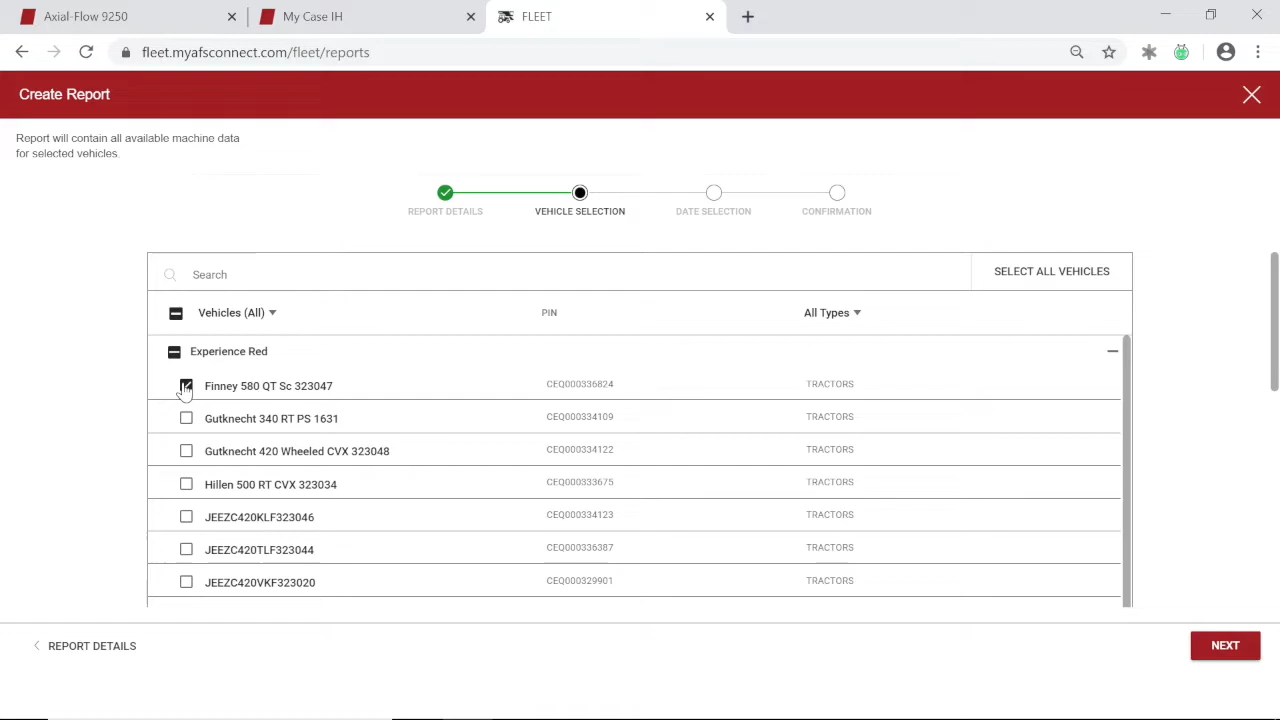 Axial-Flow 9250
My Case IH
FLEET
fleet.myafsconnect.com/fleet/reports
Create Report
Report will contain all available machine data
for selected vehicles.
REPORT DETAILS
VEHICLE SELECTION
DATE SELECTION
CONFIRMATION
Search
SELECT ALL VEHICLES
Vehicles (All)
PIN
All Types
Experience Red
Finney 580 QT Sc 323047 CEQ000336824 TRACTORS
Gutknecht 340 RT PS 1631 CEQ000334109 TRACTORS
Gutknecht 420 Wheeled CVX 323048 CEQ000334122 TRACTORS
Hillen 500 RT CVX 323034 CEQ000333675 TRACTORS
JEEZC420KLF323046 CEQ000334123 TRACTORS
JEEZC420TLF323044 CEQ000336387 TRACTORS
JEEZC420VKF323020 CEQ000329901 TRACTORS
REPORT DETAILS
NEXT